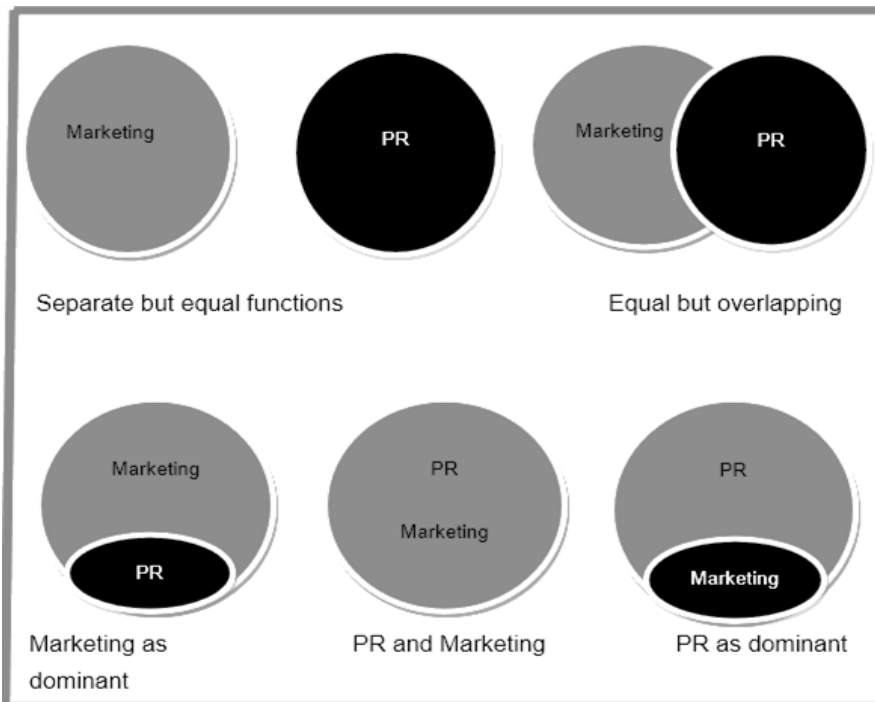 Marketing
PR
Marketing
PR
Separate but equal functions
Equal but overlapping
Marketing
PR
PR
Marketing
PR
Marketing
Marketing as
dominant
PR and Marketing
PR as dominant